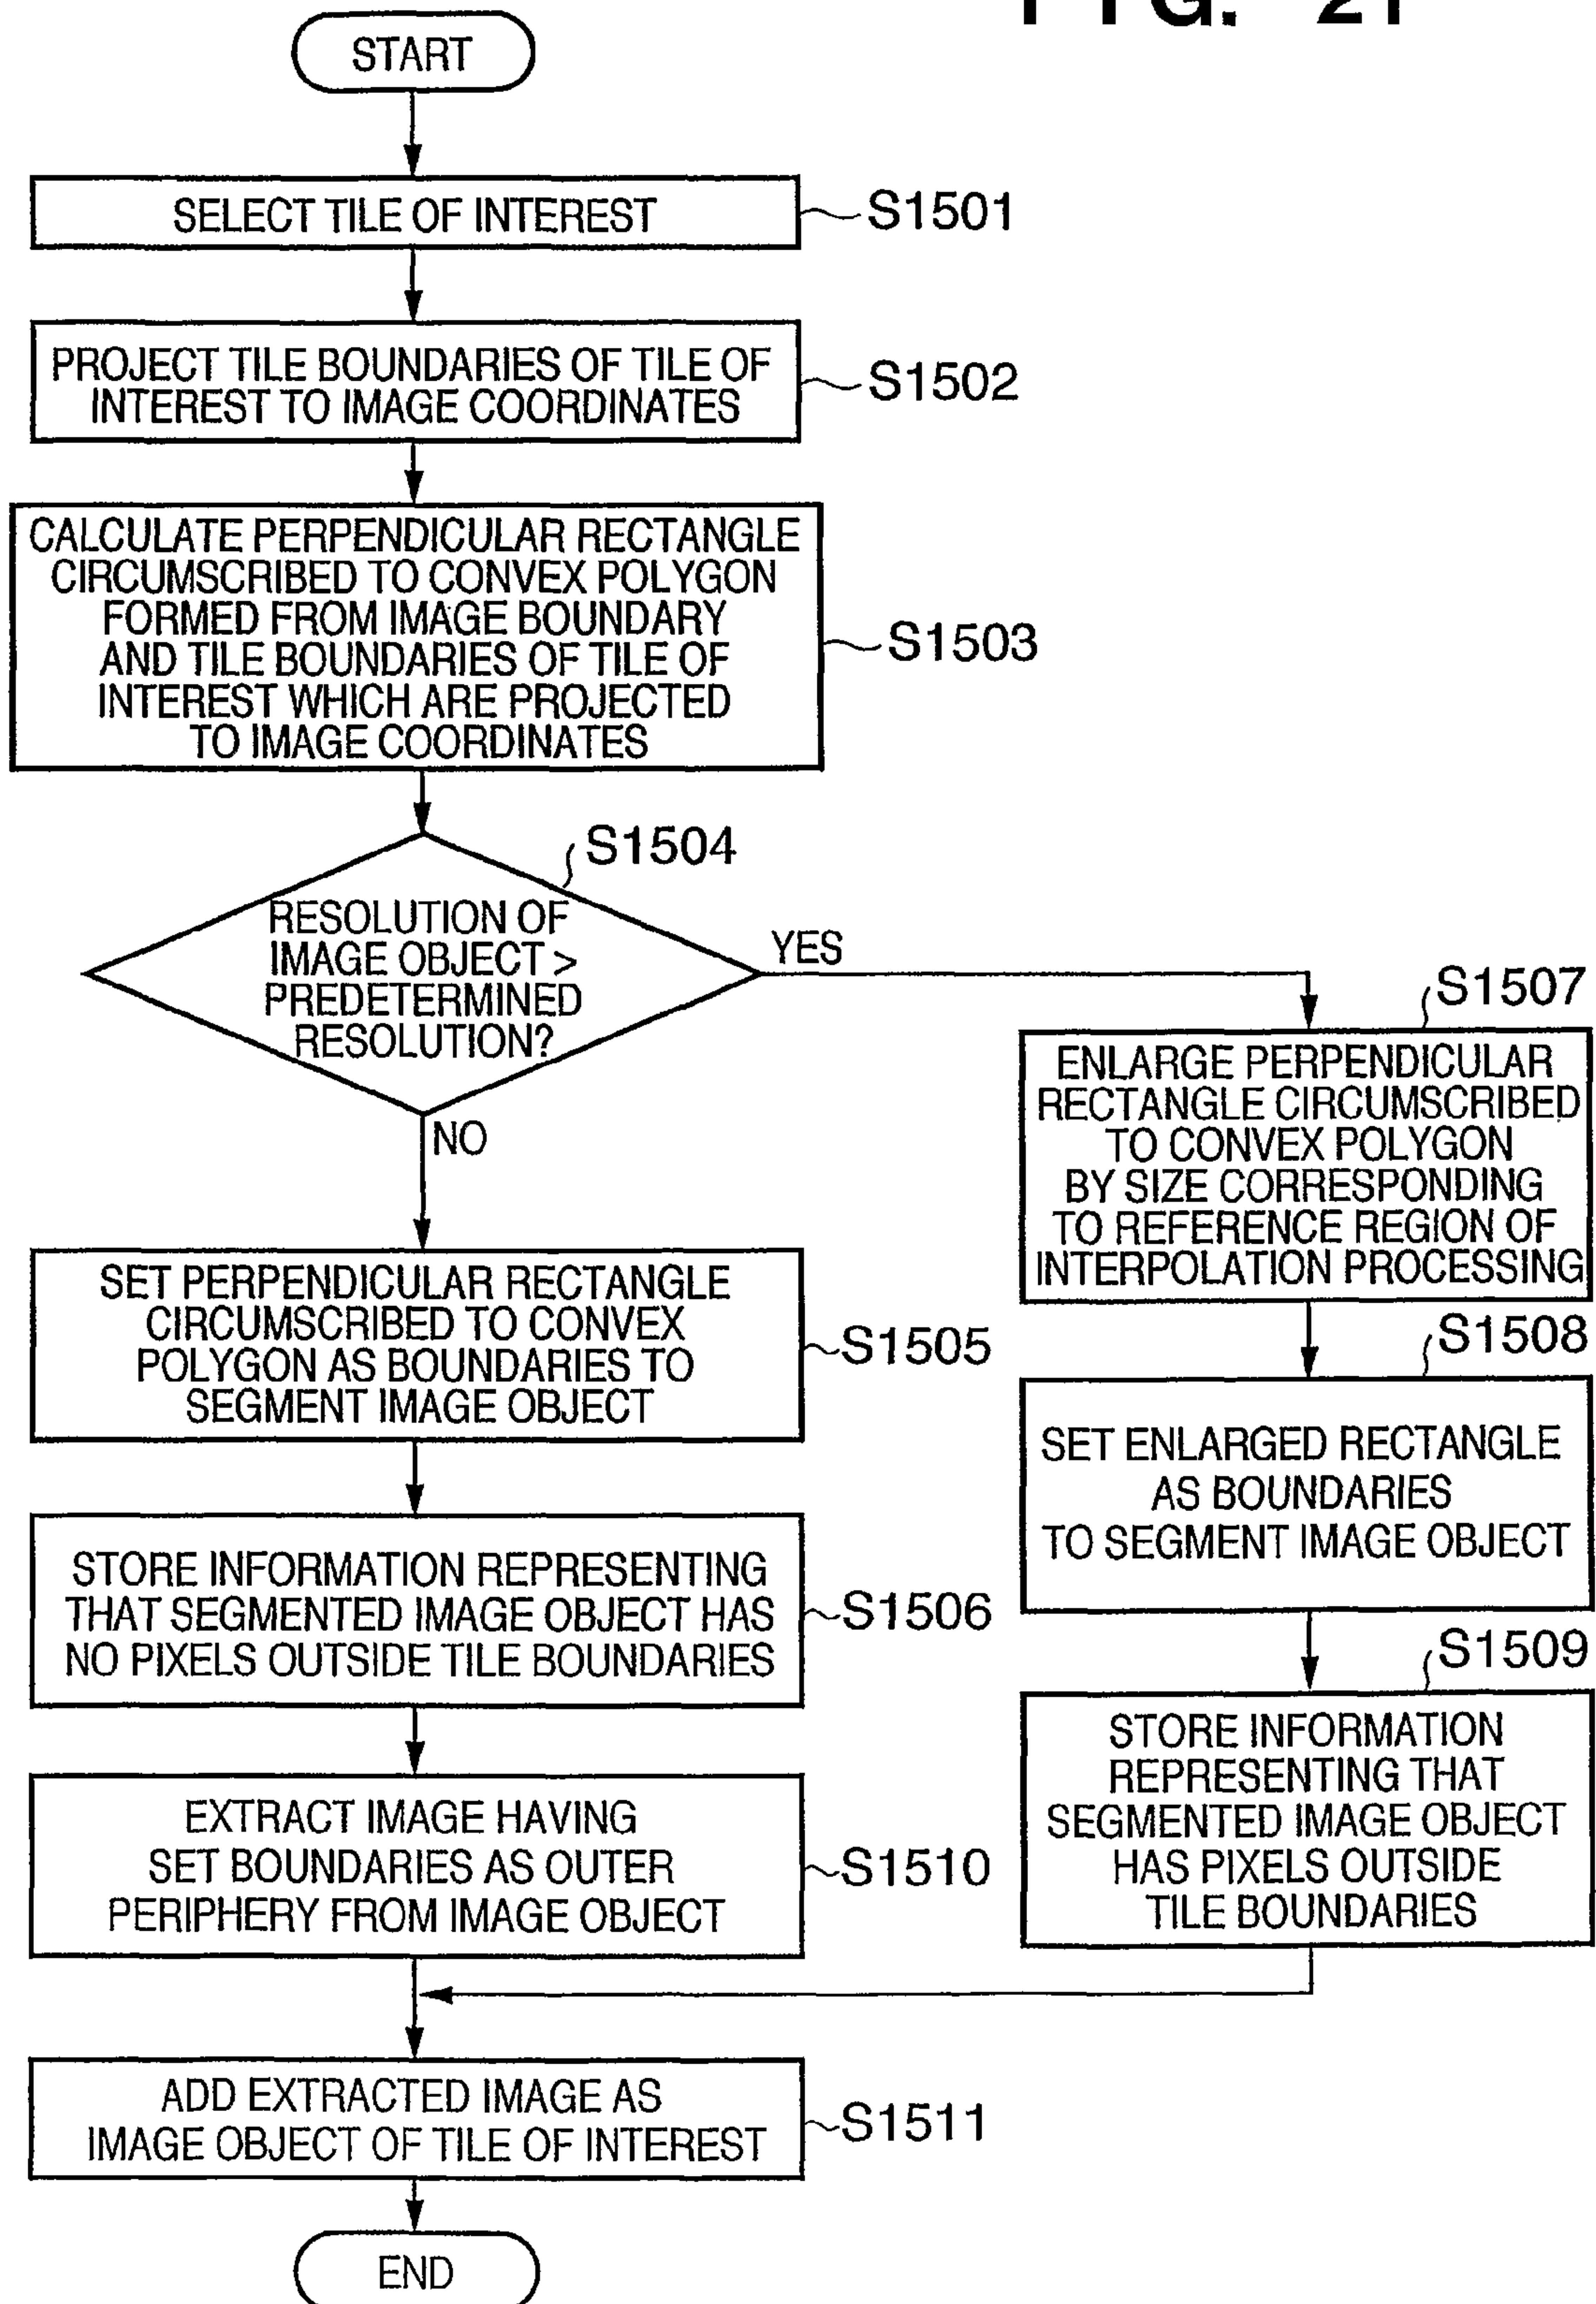 FIG. 21
START
SELECT TILE OF INTEREST
S1501
PROJECT TILE BOUNDARIES OF TILE OF
INTEREST TO IMAGE COORDINATES
S1502
CALCULATE PERPENDICULAR RECTANGLE
CIRCUMSCRIBED TO CONVEX POLYGON
FORMED FROM IMAGE BOUNDARY
AND TILE BOUNDARIES OF TILE OF
INTEREST WHICH ARE PROJECTED
TO IMAGE COORDINATES
S1503
S1504
RESOLUTION OF
IMAGE OBJECT >
PREDETERMINED
RESOLUTION?
YES
NO
S1507
ENLARGE PERPENDICULAR
RECTANGLE CIRCUMSCRIBED
TO CONVEX POLYGON
BY SIZE CORRESPONDING
TO REFERENCE REGION OF
INTERPOLATION PROCESSING
SET PERPENDICULAR RECTANGLE
CIRCUMSCRIBED TO CONVEX
POLYGON AS BOUNDARIES TO
SEGMENT IMAGE OBJECT
S1505
S1508
SET ENLARGED RECTANGLE
AS BOUNDARIES
TO SEGMENT IMAGE OBJECT
STORE INFORMATION REPRESENTING
THAT SEGMENTED IMAGE OBJECT HAS
NO PIXELS OUTSIDE TILE BOUNDARIES
S1506
S1509
STORE INFORMATION
REPRESENTING THAT
SEGMENTED IMAGE OBJECT
HAS PIXELS OUTSIDE
TILE BOUNDARIES
EXTRACT IMAGE HAVING
SET BOUNDARIES AS OUTER
PERIPHERY FROM IMAGE OBJECT
S1510
ADD EXTRACTED IMAGE AS
IMAGE OBJECT OF TILE OF INTEREST
S1511
END